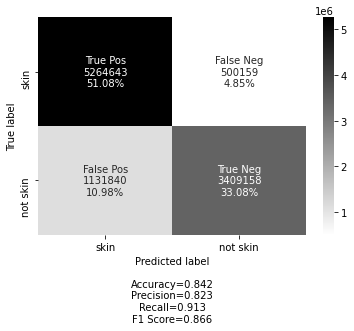 1e6
True Pos
5264643
51.08%
False Neg
500159
4.85%
False Pos
1131840
10.98%
True Neg
3409158
33.08%
skin
not skin
True label
skin
not skin
Predicted label
5
4
3
2
1
Accuracy=0.842
Precision=0.823
Recall=0.913
F1 Score=0.866